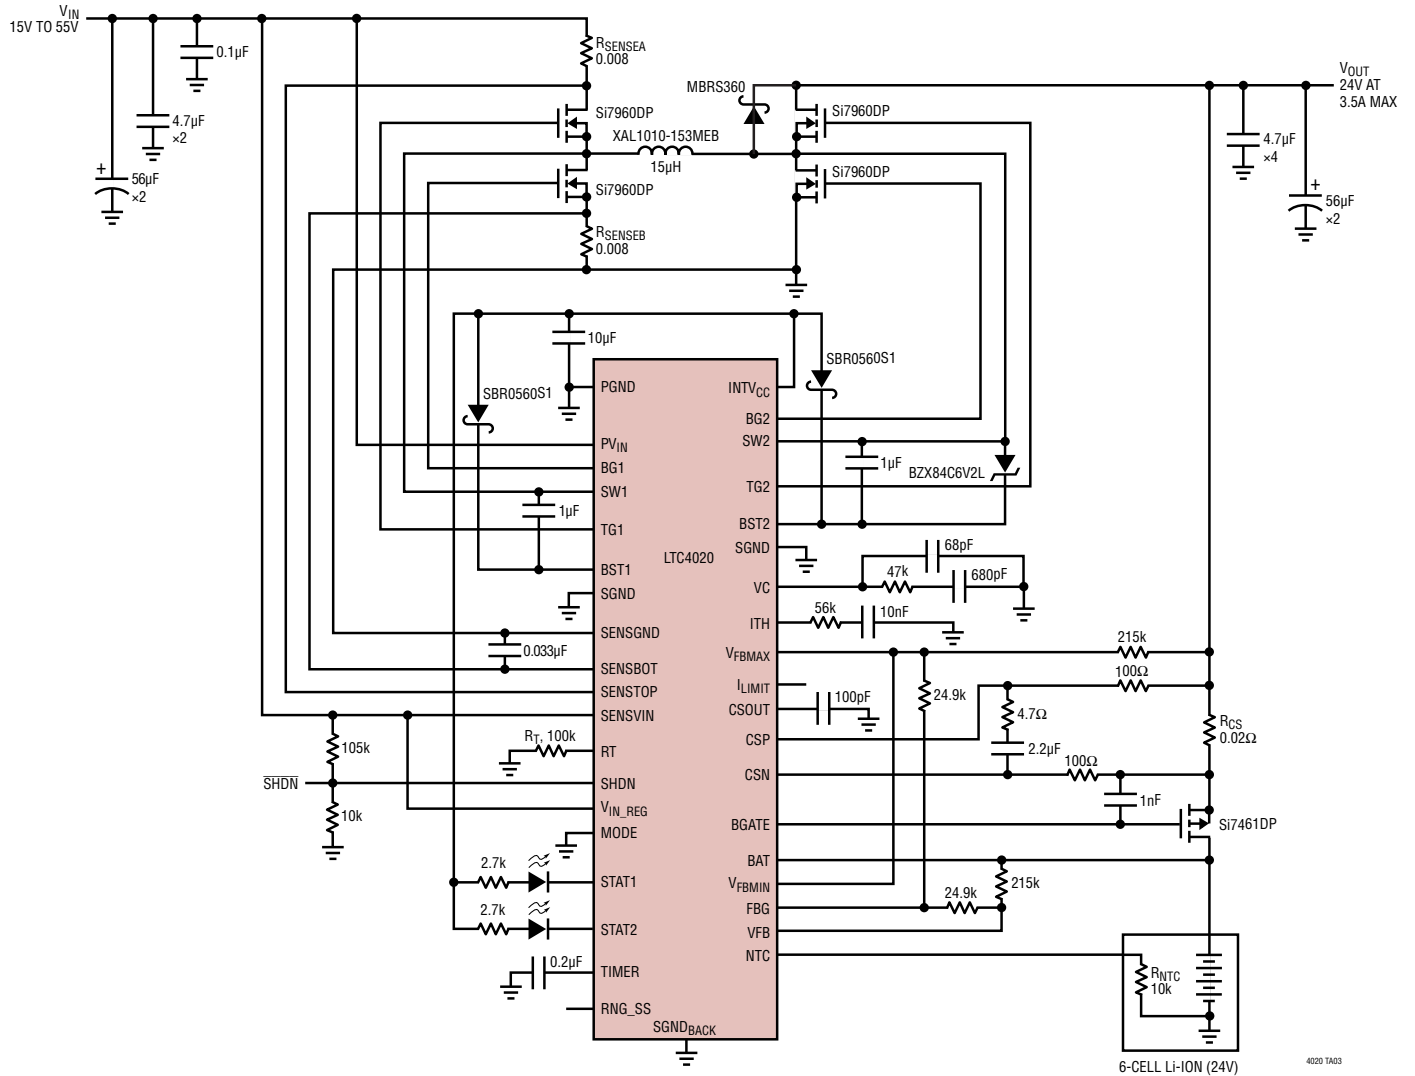 VIN
15V TO 55V
0.1µF
4.7µF
×2
+
56µF
×2
RSENSEA
0.008
Si7960DP
XAL1010-153MEB
15µH
MBRS360
Si7960DP
Si7960DP
Si7960DP
RSENSEB
0.008
VOUT
24V AT
3.5A MAX
4.7µF
×4
+
56µF
×2
10µF
SBR0560S1
SBR0560S1
PGND
PVIN
BG1
SW1
1µF
TG1
BST1
SGND
SENSGND
0.033µF
SENSBOT
SENSTOP
SENSVIN
RT, 100k
RT
105k
SHDN
SHDN
10k
VIN_REG
MODE
2.7k
STAT1
2.7k
STAT2
0.2µF
TIMER
RNG_SS
SGNDBACK
LTC4020
INTVCC
BG2
SW2
1µF
BZX84C6V2L
TG2
BST2
SGND
68pF
VC
47k
680pF
ITH
56k
10nF
VFBMAX
215k
ILIMIT
24.9k
100Ω
CSOUT
100pF
4.7Ω
RCS
0.02Ω
CSP
2.2µF
CSN
100Ω
1nF
BGATE
Si7461DP
BAT
VFBMIN
215k
FBG
24.9k
VFB
NTC
RNTC
10k
6-CELL Li-ION (24V)
4020 TA03